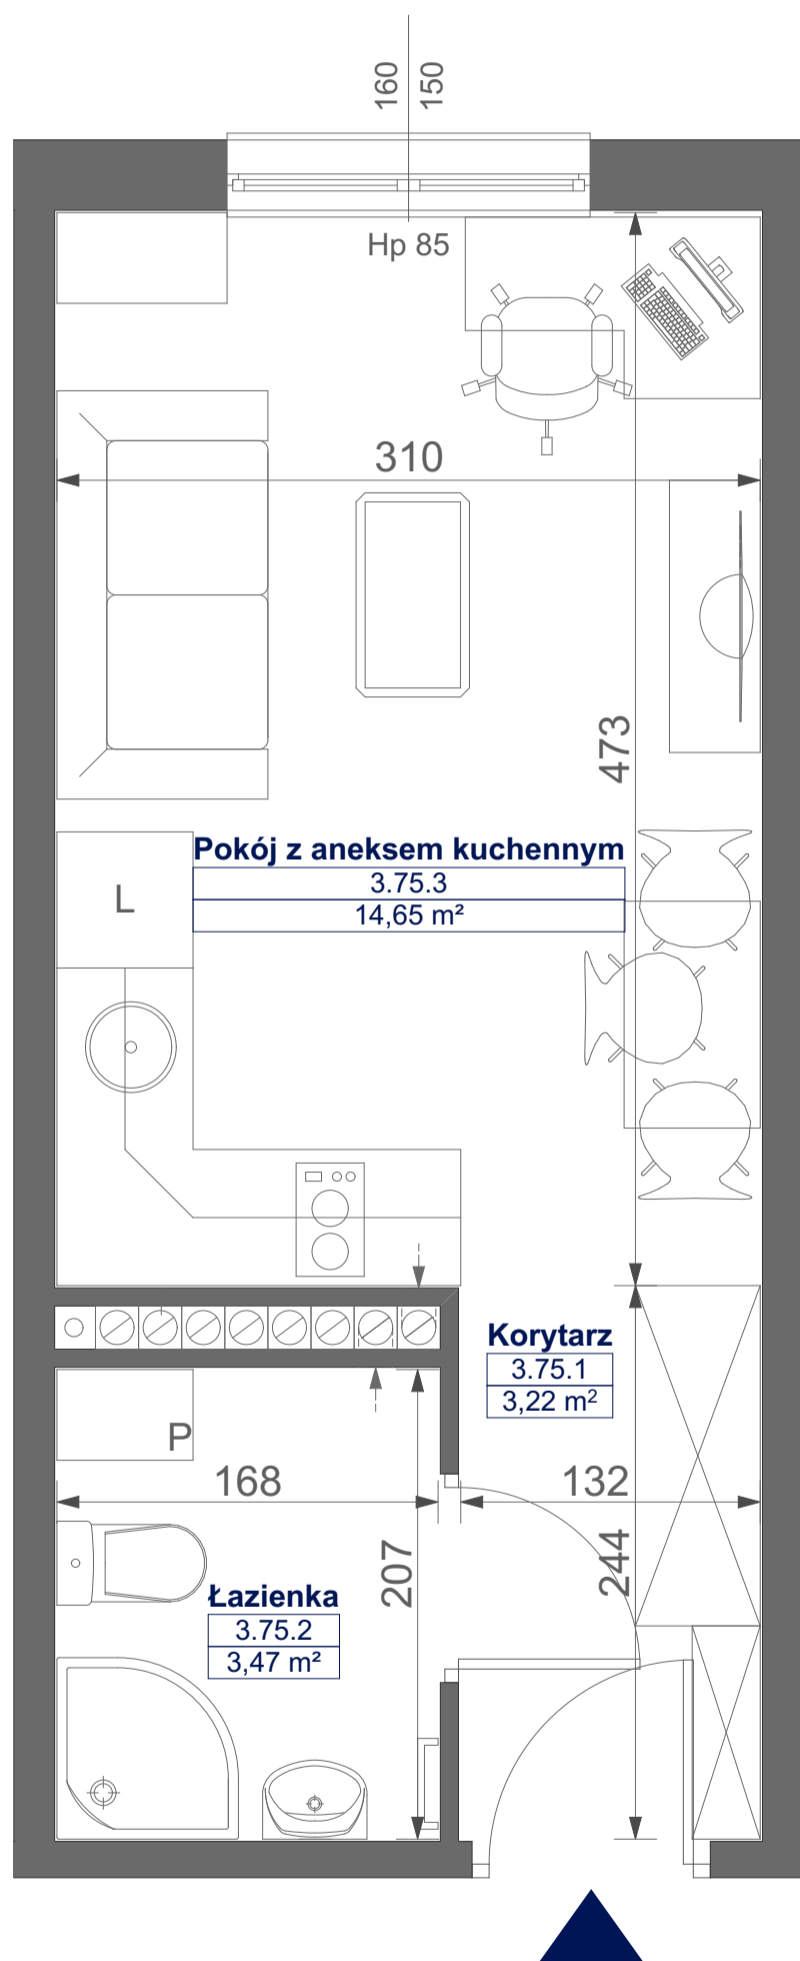 160
150
Hp 85
310
473
Pokój z aneksem kuchennym
3.75.3
14,65 m²
L
Korytarz
3.75.1
3,22 m²
P
168
132
207
244
Łazienka
3.75.2
3,47 m²